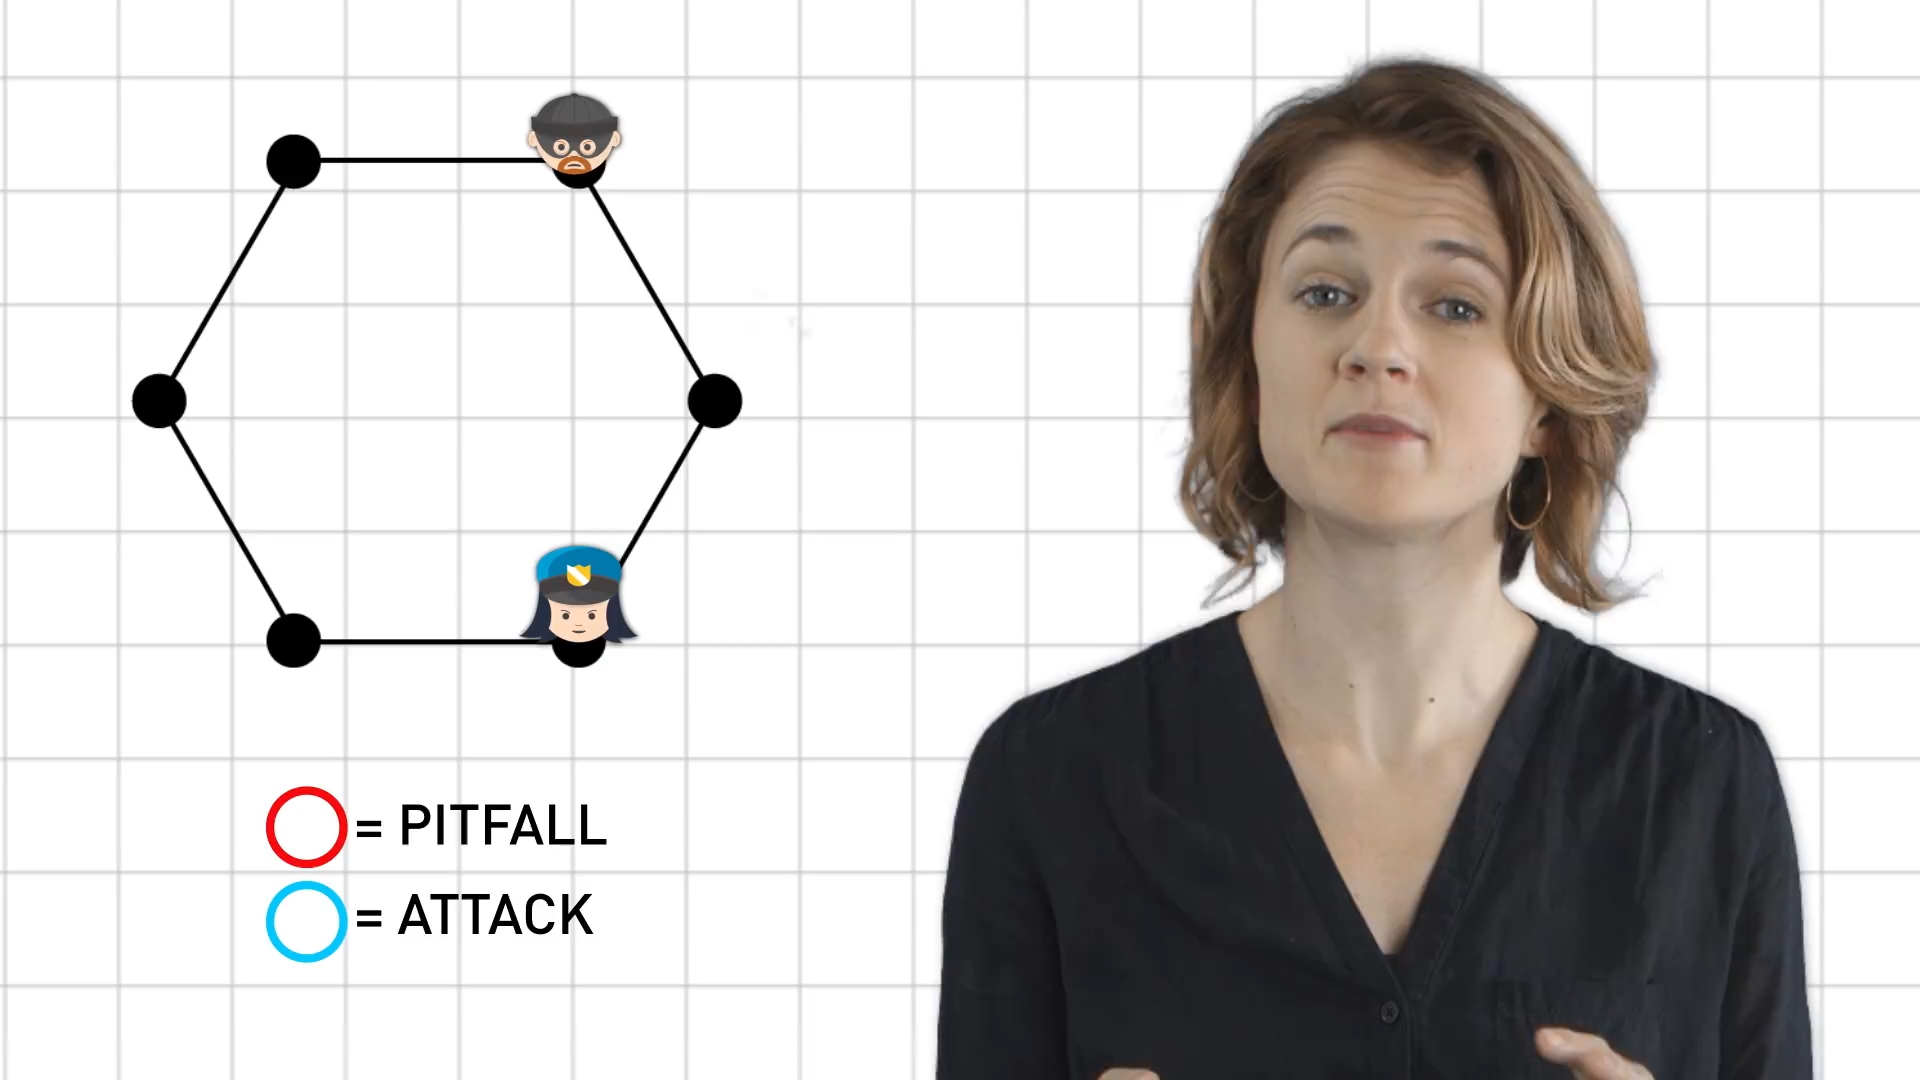 = PITFALL
= ATTACK